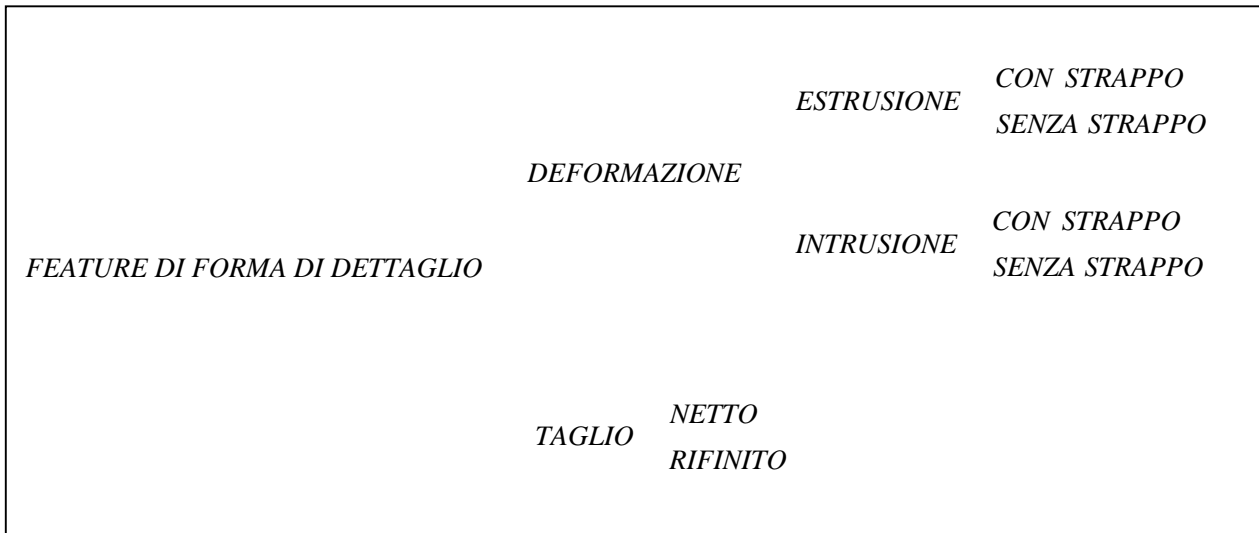 CON STRAPPO
ESTRUSIONE
SENZA STRAPPO
DEFORMAZIONE
CON STRAPPO
INTRUSIONE
SENZA STRAPPO
FEATURE DI FORMA DI DETTAGLIO
NETTO
TAGLIO
RIFINITO